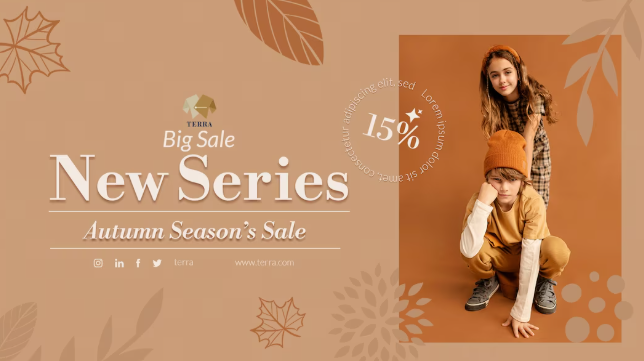 TERRA
Big Sale
New Series
Autumn Season's Sale
terra
www.terra.com
Lorem ipsum dolor sit amet, consectetur adipiscing elit, sed
15%